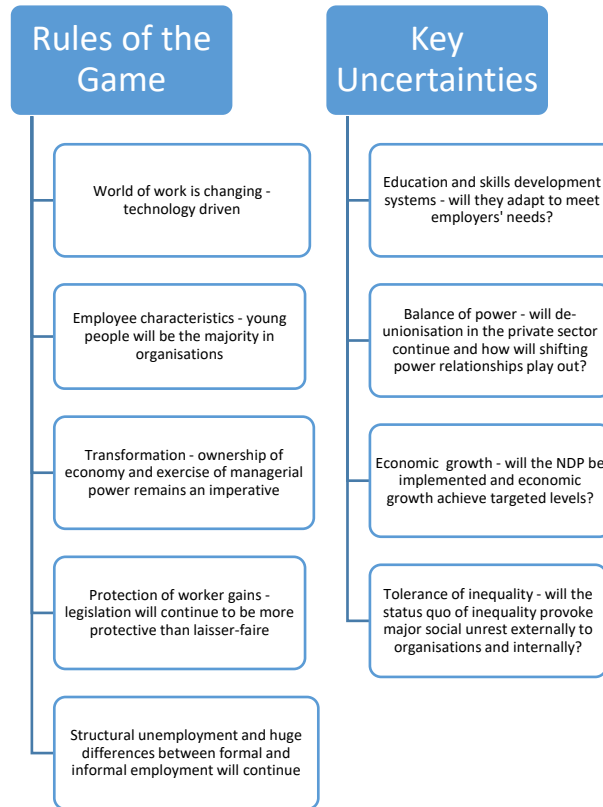 Rules of the
Game
World of work is changing -
technology driven
Employee characteristics - young
people will be the majority in
organisations
Transformation - ownership of
economy and exercise of managerial
power remains an imperative
Protection of worker gains -
legislation will continue to be more
protective than laisser-faire
Structural unemployment and huge
differences between formal and
informal employment will continue
Key
Uncertainties
Education and skills development
systems - will they adapt to meet
employers' needs?
Balance of power - will de-
unionisation in the private sector
continue and how will shifting
power relationships play out?
Economic growth - will the NDP be
implemented and economic
growth achieve targeted levels?
Tolerance of inequality - will the
status quo of inequality provoke
major social unrest externally to
organisations and internally?